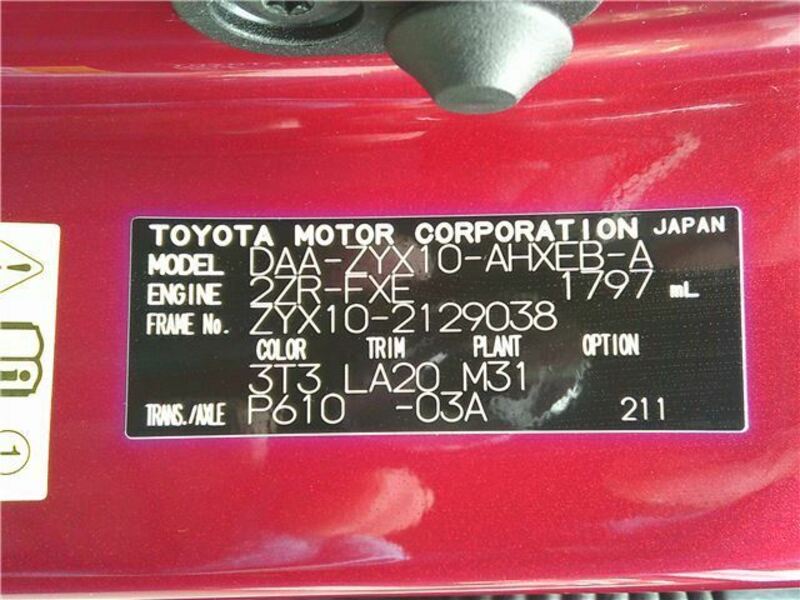 TOYOTA MOTOR CORPORATION JAPAN
MODEL DAA-ZYX10-AHXEB-A
ENGINE 2ZR-FXE 1797 mL
FRAME No. ZYX10-2129038
COLOR TRIM PLANT OPTION
3T3 LA20 M31
TRANS./AXLE P610 -03A 211
! 
i
1